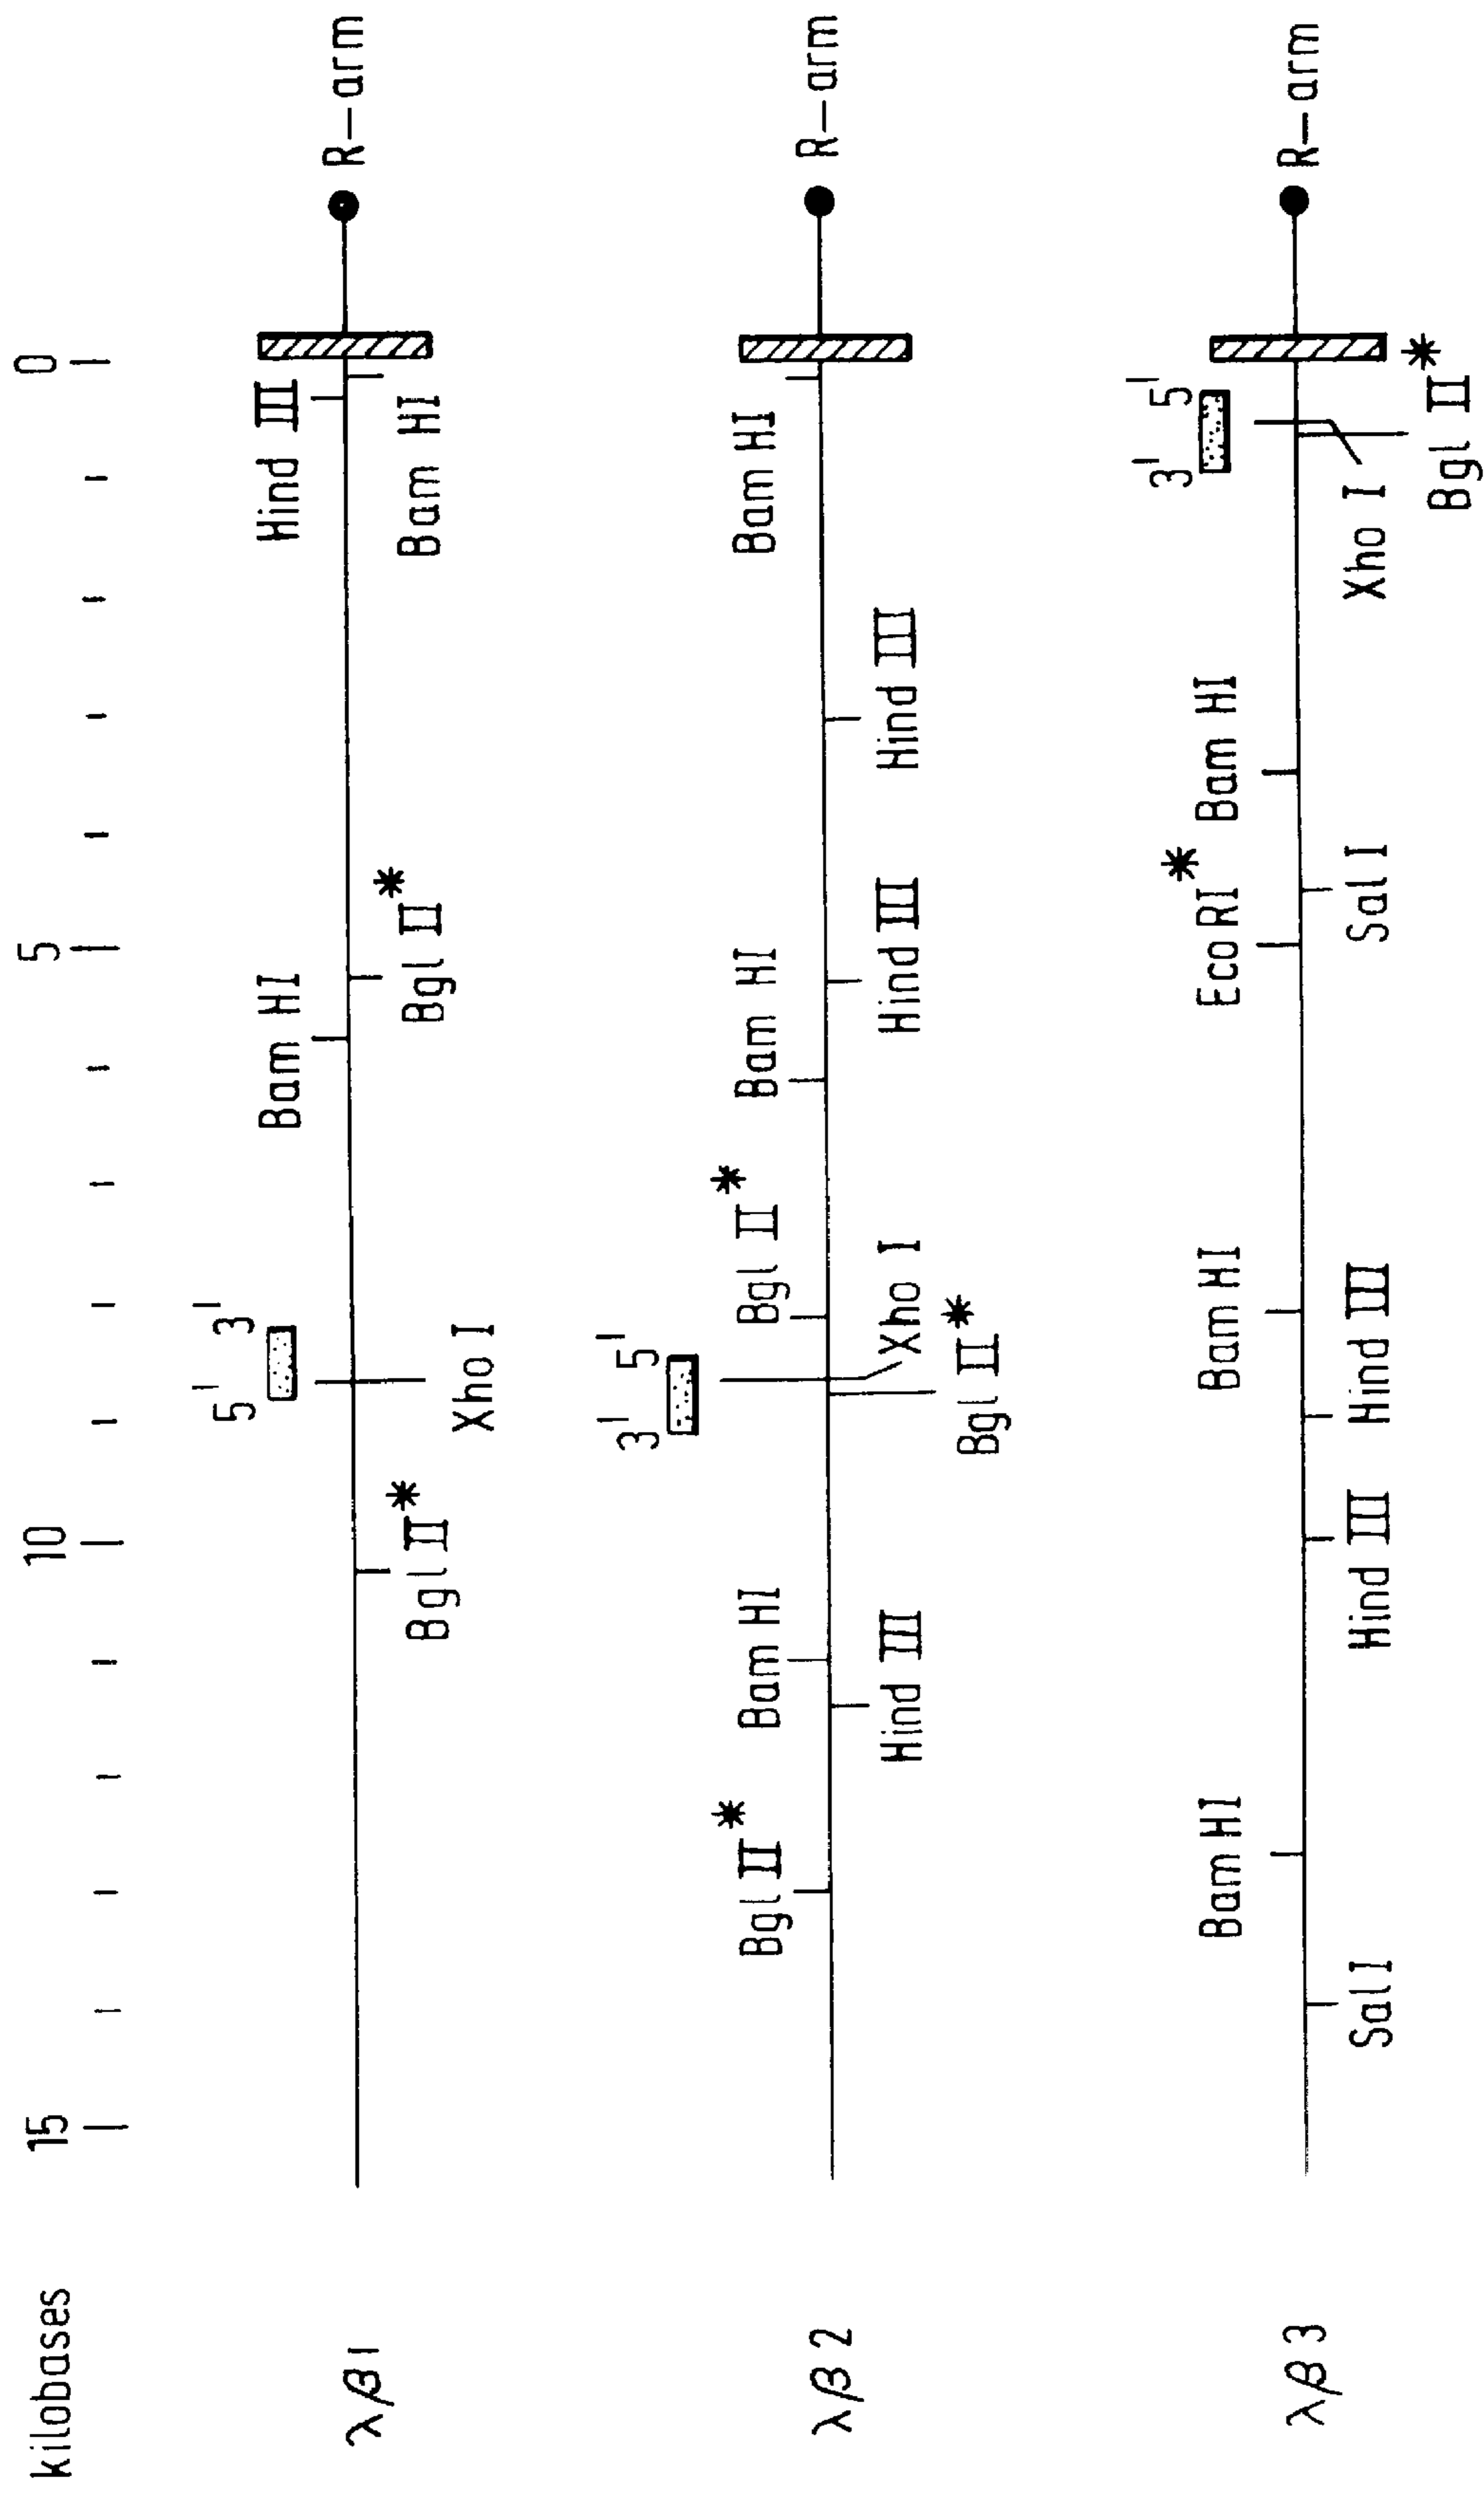 kilobases 15 10 5 0
5' 3'
Bam HI Hind III
λβ1 R-arm
Bgl II* Bgl II* Bam HI
Xho I
3' 5'
Bgl II* Bam HI Bgl II* Bam HI Bam HI
λβ2 R-arm
Hind III Xho I Hind III Hind III
Bgl II*
3' 5'
Bam HI Bam HI EcoRI* Bam HI
λβ3 R-arm
Sal I Hind III Hind III Sal I Xho I
Bgl II*